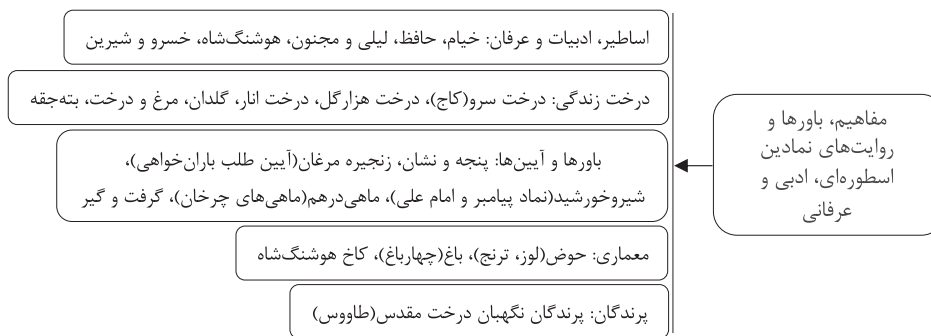 اساطیر، ادبیات و عرفان: خیام، حافظ، لیلی و مجنون، هوشنگ‌شاه، خسرو و شیرین
درخت زندگی: درخت سرو(کاج)، درخت هزارگل، درخت انار، گلدان، مرغ و درخت، بته‌جقه
باورها و آیین‌ها: پنجه و نشان، زنجیره مرغان(آیین طلب باران‌خواهی)،
شیروخورشید(نماد پیامبر و امام علی)، ماهی‌درهم(ماهی‌های چرخان)، گرفت و گیر
معماری: حوض(لوز، ترنج)، باغ(چهارباغ)، کاخ هوشنگ‌شاه
پرندگان: پرندگان نگهبان درخت مقدس(طاووس)
مفاهیم، باورها و
روایت‌های نمادین
اسطوره‌ای، ادبی و
عرفانی